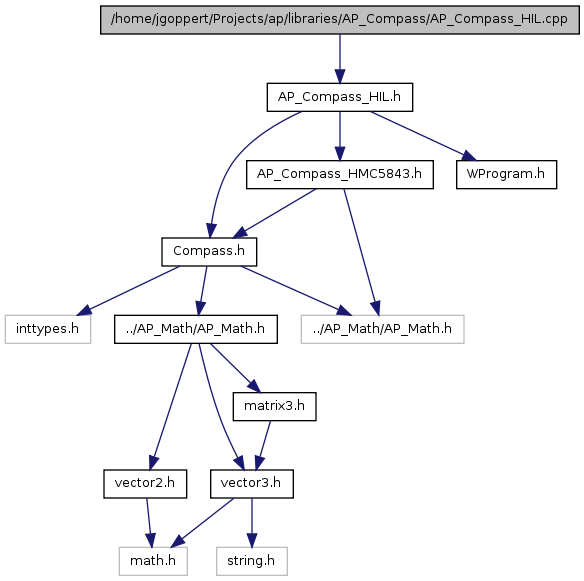 /home/jgoppert/Projects/ap/libraries/AP_Compass/AP_Compass_HIL.cpp
AP_Compass_HIL.h
AP_Compass_HMC5843.h
WProgram.h
Compass.h
inttypes.h
../AP_Math/AP_Math.h
../AP_Math/AP_Math.h
matrix3.h
vector2.h
vector3.h
math.h
string.h